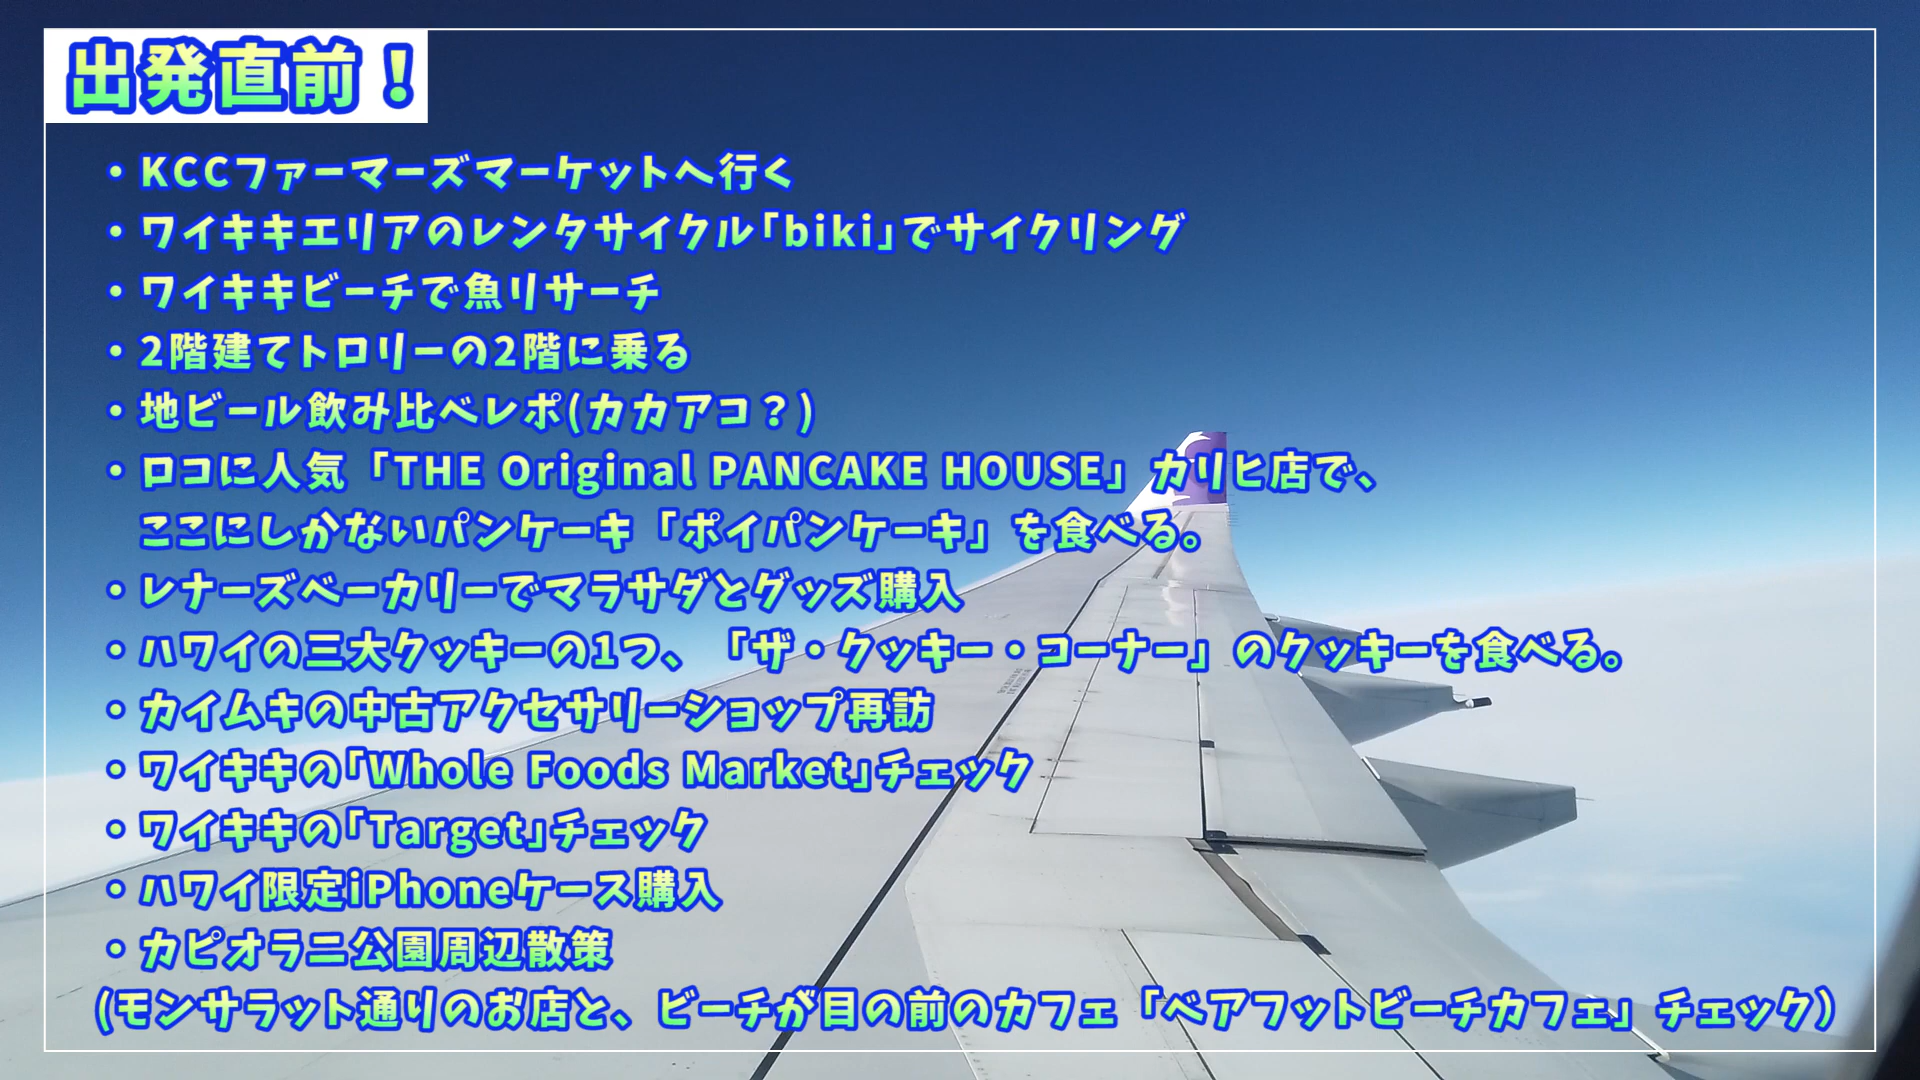 出発直前！
・KCCファーマーズマーケットへ行く
・ワイキキエリアのレンタサイクル｢biki｣でサイクリング
・ワイキキビーチで魚リサーチ
・2階建てトロリーの2階に乗る
・地ビール飲み比べレポ(カカアコ？)
・ロコに人気「THE Original PANCAKE HOUSE」カリヒ店で、
ここにしかないパンケーキ「ポイパンケーキ」を食べる。
・レナーズベーカリーでマラサダとグッズ購入
・ハワイの三大クッキーの1つ、「ザ・クッキー・コーナー」のクッキーを食べる。
・カイムキの中古アクセサリーショップ再訪
・ワイキキの｢Whole Foods Market｣チェック
・ワイキキの｢Target｣チェック
・ハワイ限定iPhoneケース購入
・カピオラニ公園周辺散策
(モンサラット通りのお店と、ビーチが目の前のカフェ「ベアフットビーチカフェ」チェック）